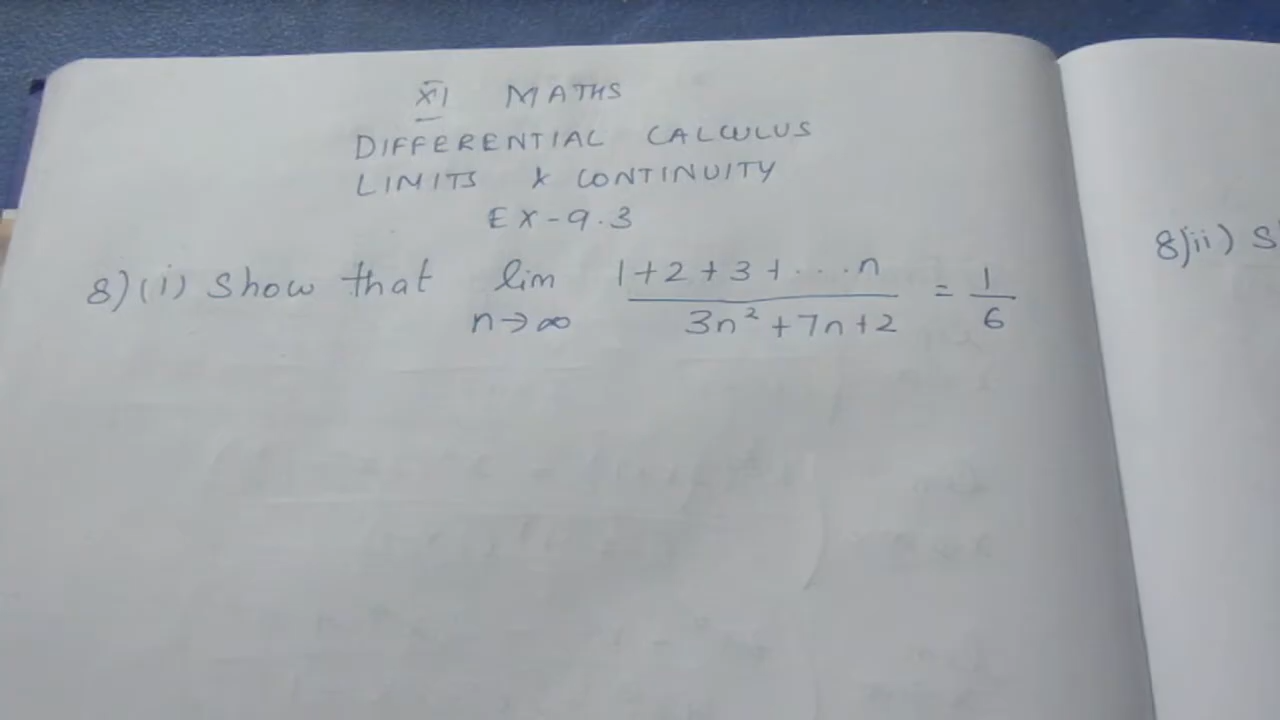 XI MATHS
DIFFERENTIAL CALCULUS
LIMITS & CONTINUITY
EX-9.3
8)(i) Show that lim n→∞ (1+2+3+...n)/(3n²+7n+2) = 1/6
8)ii) S